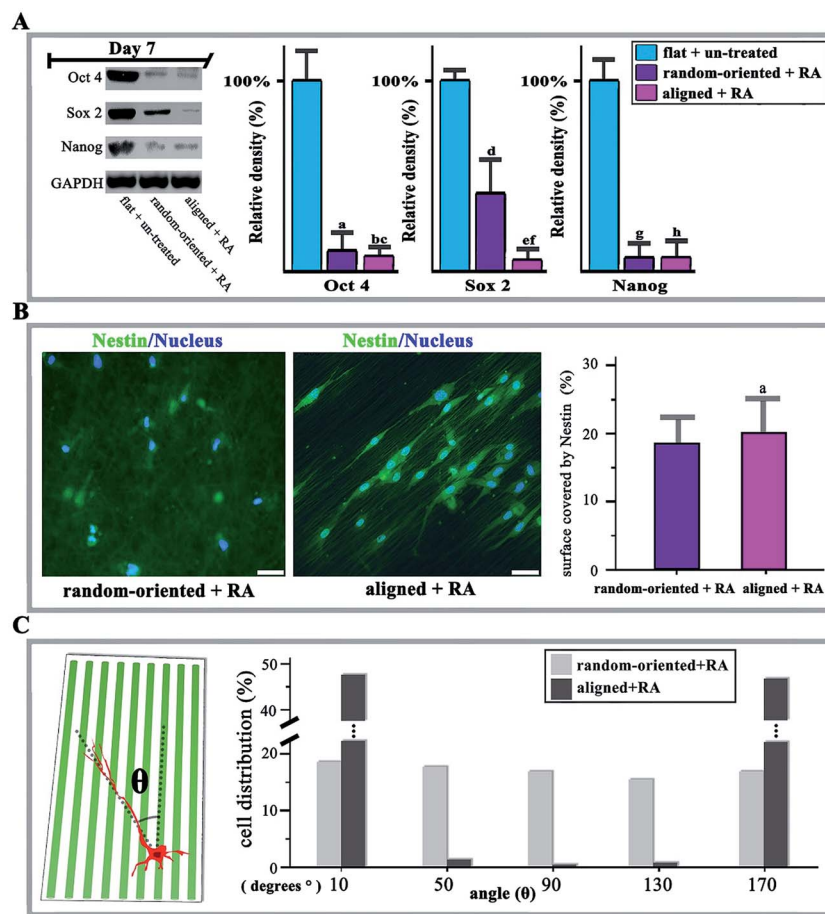 A
Day 7
Oct 4
Sox 2
Nanog
GAPDH
flat + un-treated
random-oriented + RA
aligned + RA
Relative density (%)
100%
a
bc
Oct 4
Relative density (%)
100%
d
ef
Sox 2
Relative density (%)
100%
g
h
Nanog
flat + un-treated
random-oriented + RA
aligned + RA
B
Nestin/Nucleus
random-oriented + RA
Nestin/Nucleus
aligned + RA
surface covered by Nestin (%)
30
20
10
0
a
random-oriented + RA
aligned + RA
C
θ
cell distribution (%)
50
40
20
10
0
random-oriented+RA
aligned+RA
( degrees ° ) 10 50 90 130 170
angle (θ)